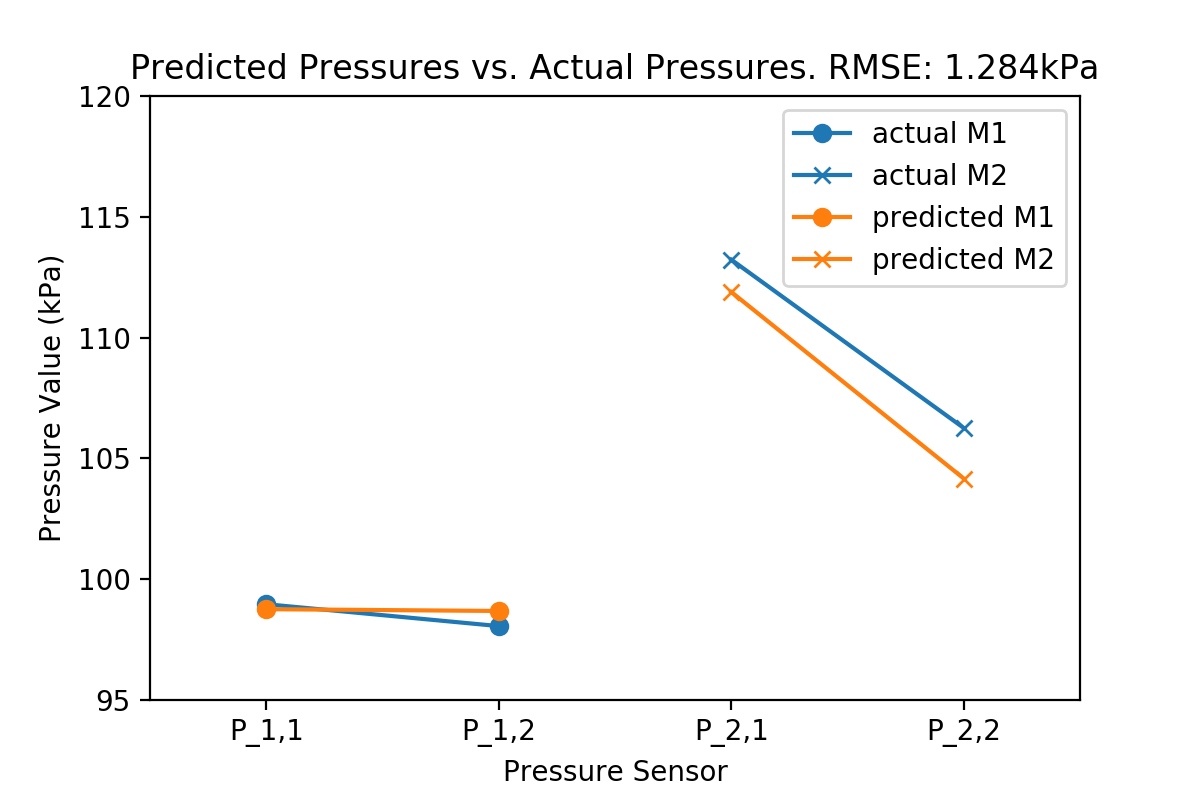 Predicted Pressures vs. Actual Pressures. RMSE: 1.284kPa
120
115
110
105
100
95
Pressure Value (kPa)
actual M1
actual M2
predicted M1
predicted M2
P_1,1 P_1,2 P_2,1 P_2,2
Pressure Sensor